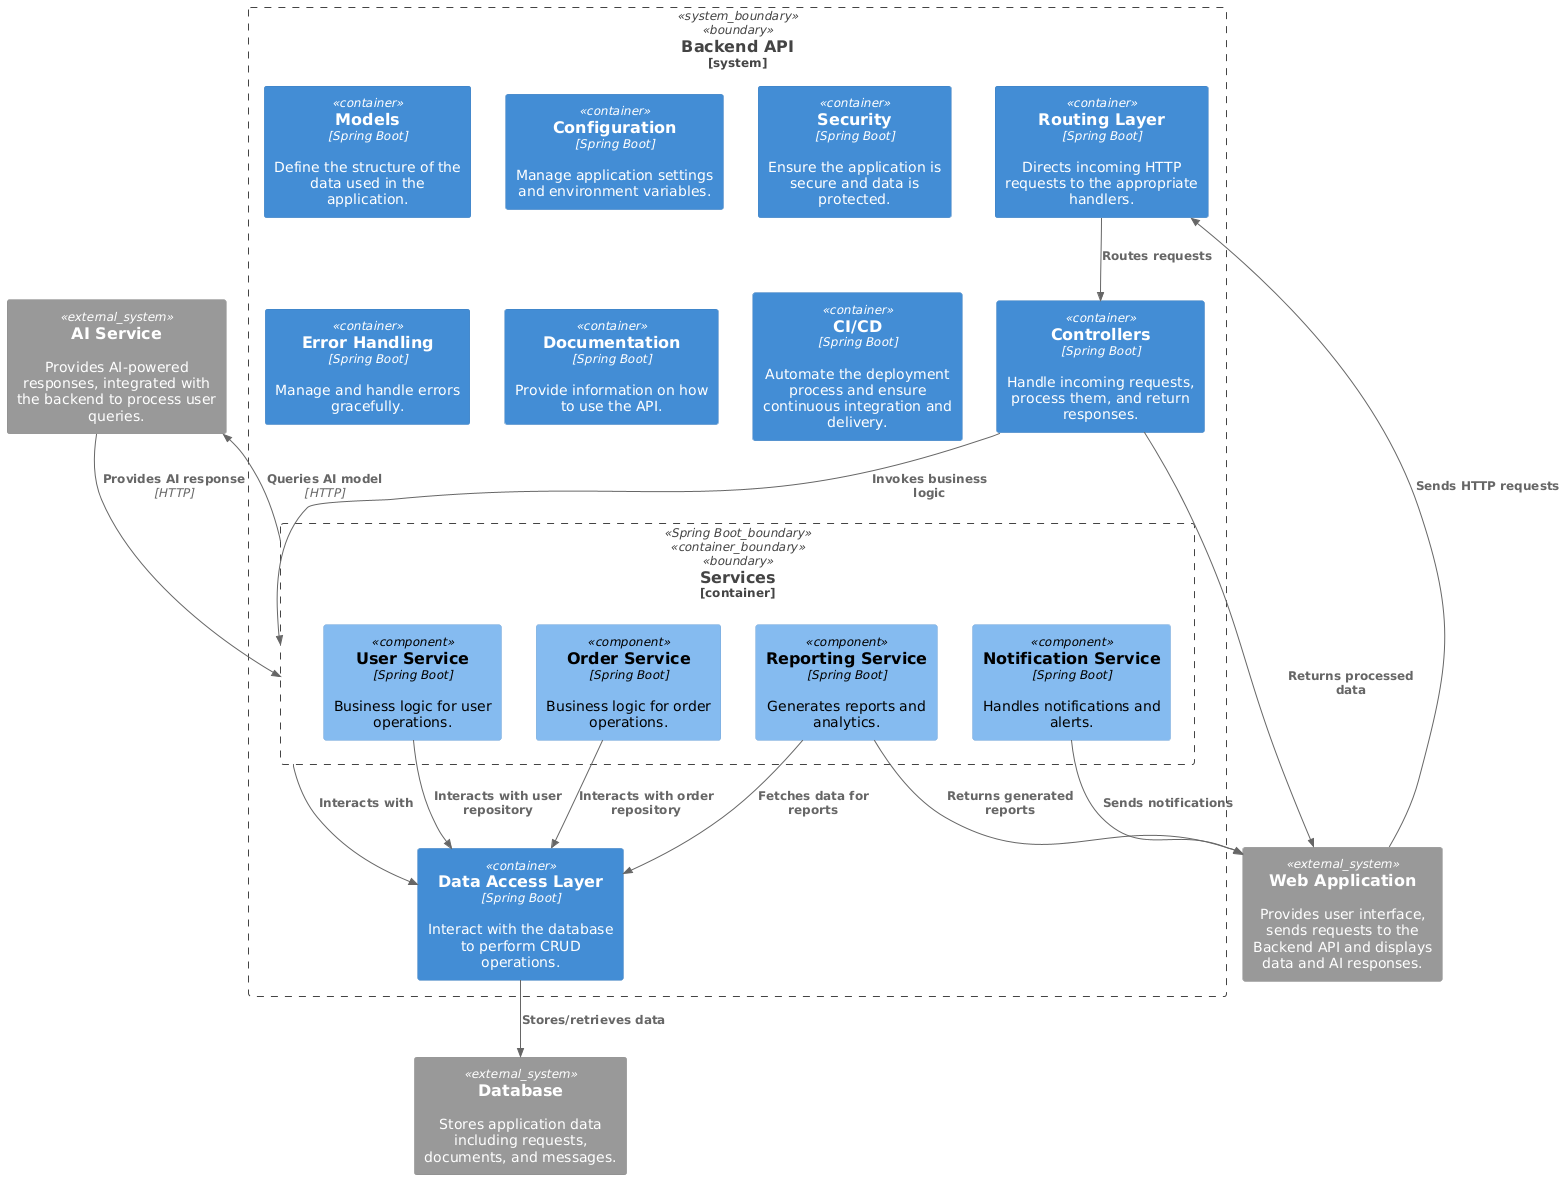 «system_boundary»
«boundary»
Backend API
[system]
«container»
Models
[Spring Boot]
Define the structure of the
data used in the
application.
«container»
Configuration
[Spring Boot]
Manage application settings
and environment variables.
«container»
Security
[Spring Boot]
Ensure the application is
secure and data is
protected.
«container»
Routing Layer
[Spring Boot]
Directs incoming HTTP
requests to the appropriate
handlers.
Routes requests
«external_system»
AI Service
Provides AI-powered
responses, integrated with
the backend to process user
queries.
«container»
Error Handling
[Spring Boot]
Manage and handle errors
gracefully.
«container»
Documentation
[Spring Boot]
Provide information on how
to use the API.
«container»
CI/CD
[Spring Boot]
Automate the deployment
process and ensure
continuous integration and
delivery.
«container»
Controllers
[Spring Boot]
Handle incoming requests,
process them, and return
responses.
Provides AI response
[HTTP]
Queries AI model
[HTTP]
Invokes business
logic
Sends HTTP requests
«Spring Boot_boundary»
«container_boundary»
«boundary»
Services
[container]
«component»
User Service
[Spring Boot]
Business logic for user
operations.
«component»
Order Service
[Spring Boot]
Business logic for order
operations.
«component»
Reporting Service
[Spring Boot]
Generates reports and
analytics.
«component»
Notification Service
[Spring Boot]
Handles notifications and
alerts.
Returns processed
data
Interacts with
Interacts with user
repository
Interacts with order
repository
Fetches data for
reports
Returns generated
reports
Sends notifications
«container»
Data Access Layer
[Spring Boot]
Interact with the database
to perform CRUD
operations.
«external_system»
Web Application
Provides user interface,
sends requests to the
Backend API and displays
data and AI responses.
Stores/retrieves data
«external_system»
Database
Stores application data
including requests,
documents, and messages.